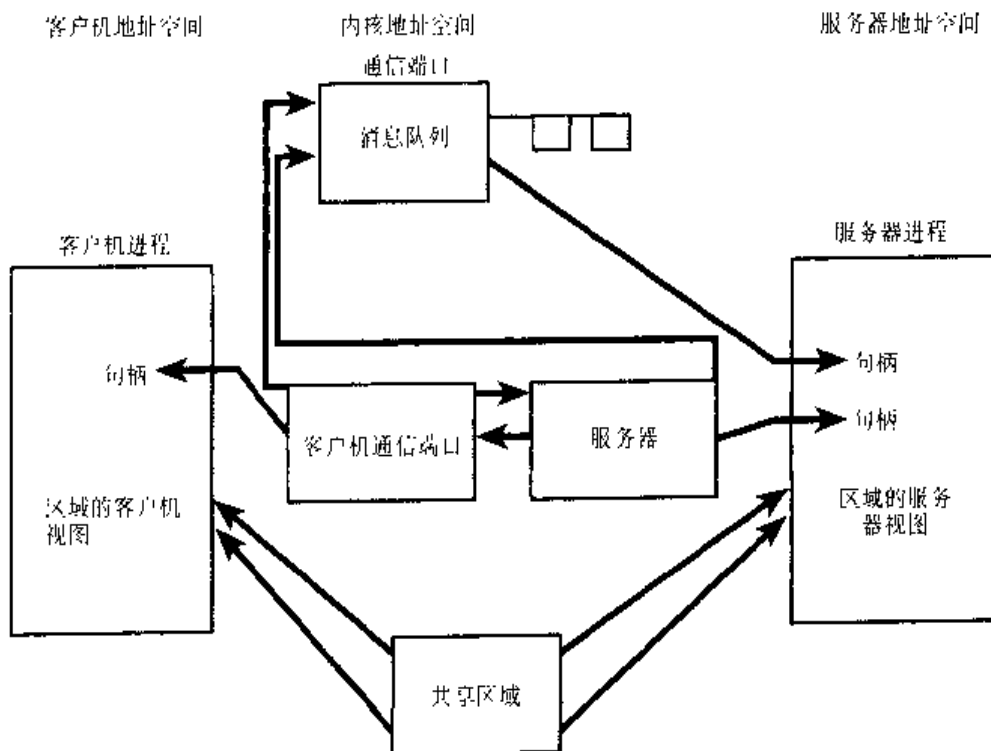 客户机地址空间
内核地址空间
服务器地址空间
通信端口
消息队列
客户机进程
服务器进程
句柄
句柄
句柄
客户机通信端口
服务器
区域的客户机
视图
区域的服务
器视图
共享区域